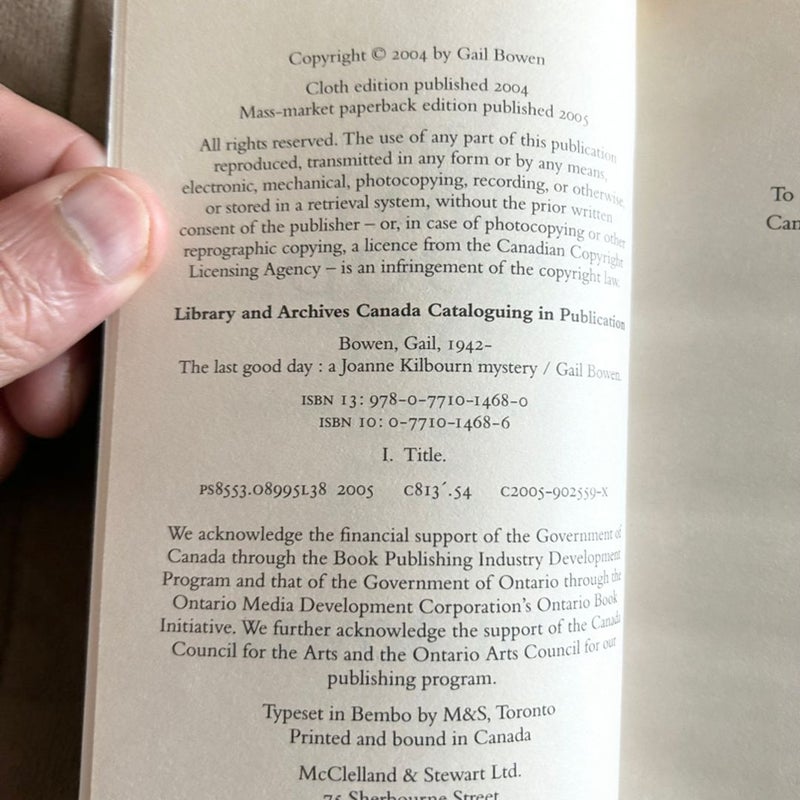 Copyright © 2004 by Gail Bowen
Cloth edition published 2004
Mass-market paperback edition published 2005
All rights reserved. The use of any part of this publication
reproduced, transmitted in any form or by any means,
electronic, mechanical, photocopying, recording, or otherwise,
or stored in a retrieval system, without the prior written
consent of the publisher – or, in case of photocopying or other
reprographic copying, a licence from the Canadian Copyright
Licensing Agency – is an infringement of the copyright law.
Library and Archives Canada Cataloguing in Publication
Bowen, Gail, 1942–
The last good day : a Joanne Kilbourn mystery / Gail Bowen.
ISBN 13: 978-0-7710-1468-0
ISBN 10: 0-7710-1468-6
I. Title.
PS8553.08995L38 2005 C813´.54 C2005-902559-X
We acknowledge the financial support of the Government of
Canada through the Book Publishing Industry Development
Program and that of the Government of Ontario through the
Ontario Media Development Corporation's Ontario Book
Initiative. We further acknowledge the support of the Canada
Council for the Arts and the Ontario Arts Council for our
publishing program.
Typeset in Bembo by M&S, Toronto
Printed and bound in Canada
McClelland & Stewart Ltd.
75 Sherbourne Street
To
Can